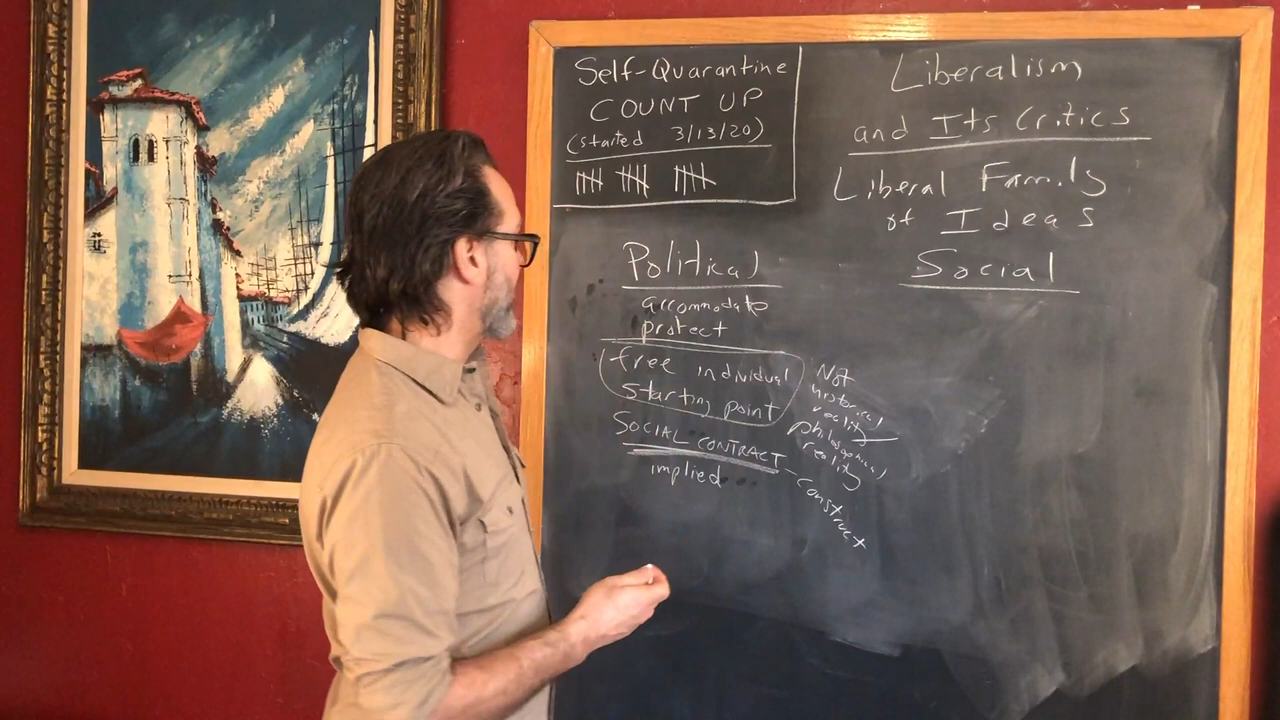 Self-Quarantine
COUNT UP
(started 3/13/20)
Liberalism
and Its Critics
Liberal Family
of Ideas
Political
accommodate
protect
free individual
starting point
Not
historical
reality
philosophical
reality
SOCIAL CONTRACT - construct
implied
Social